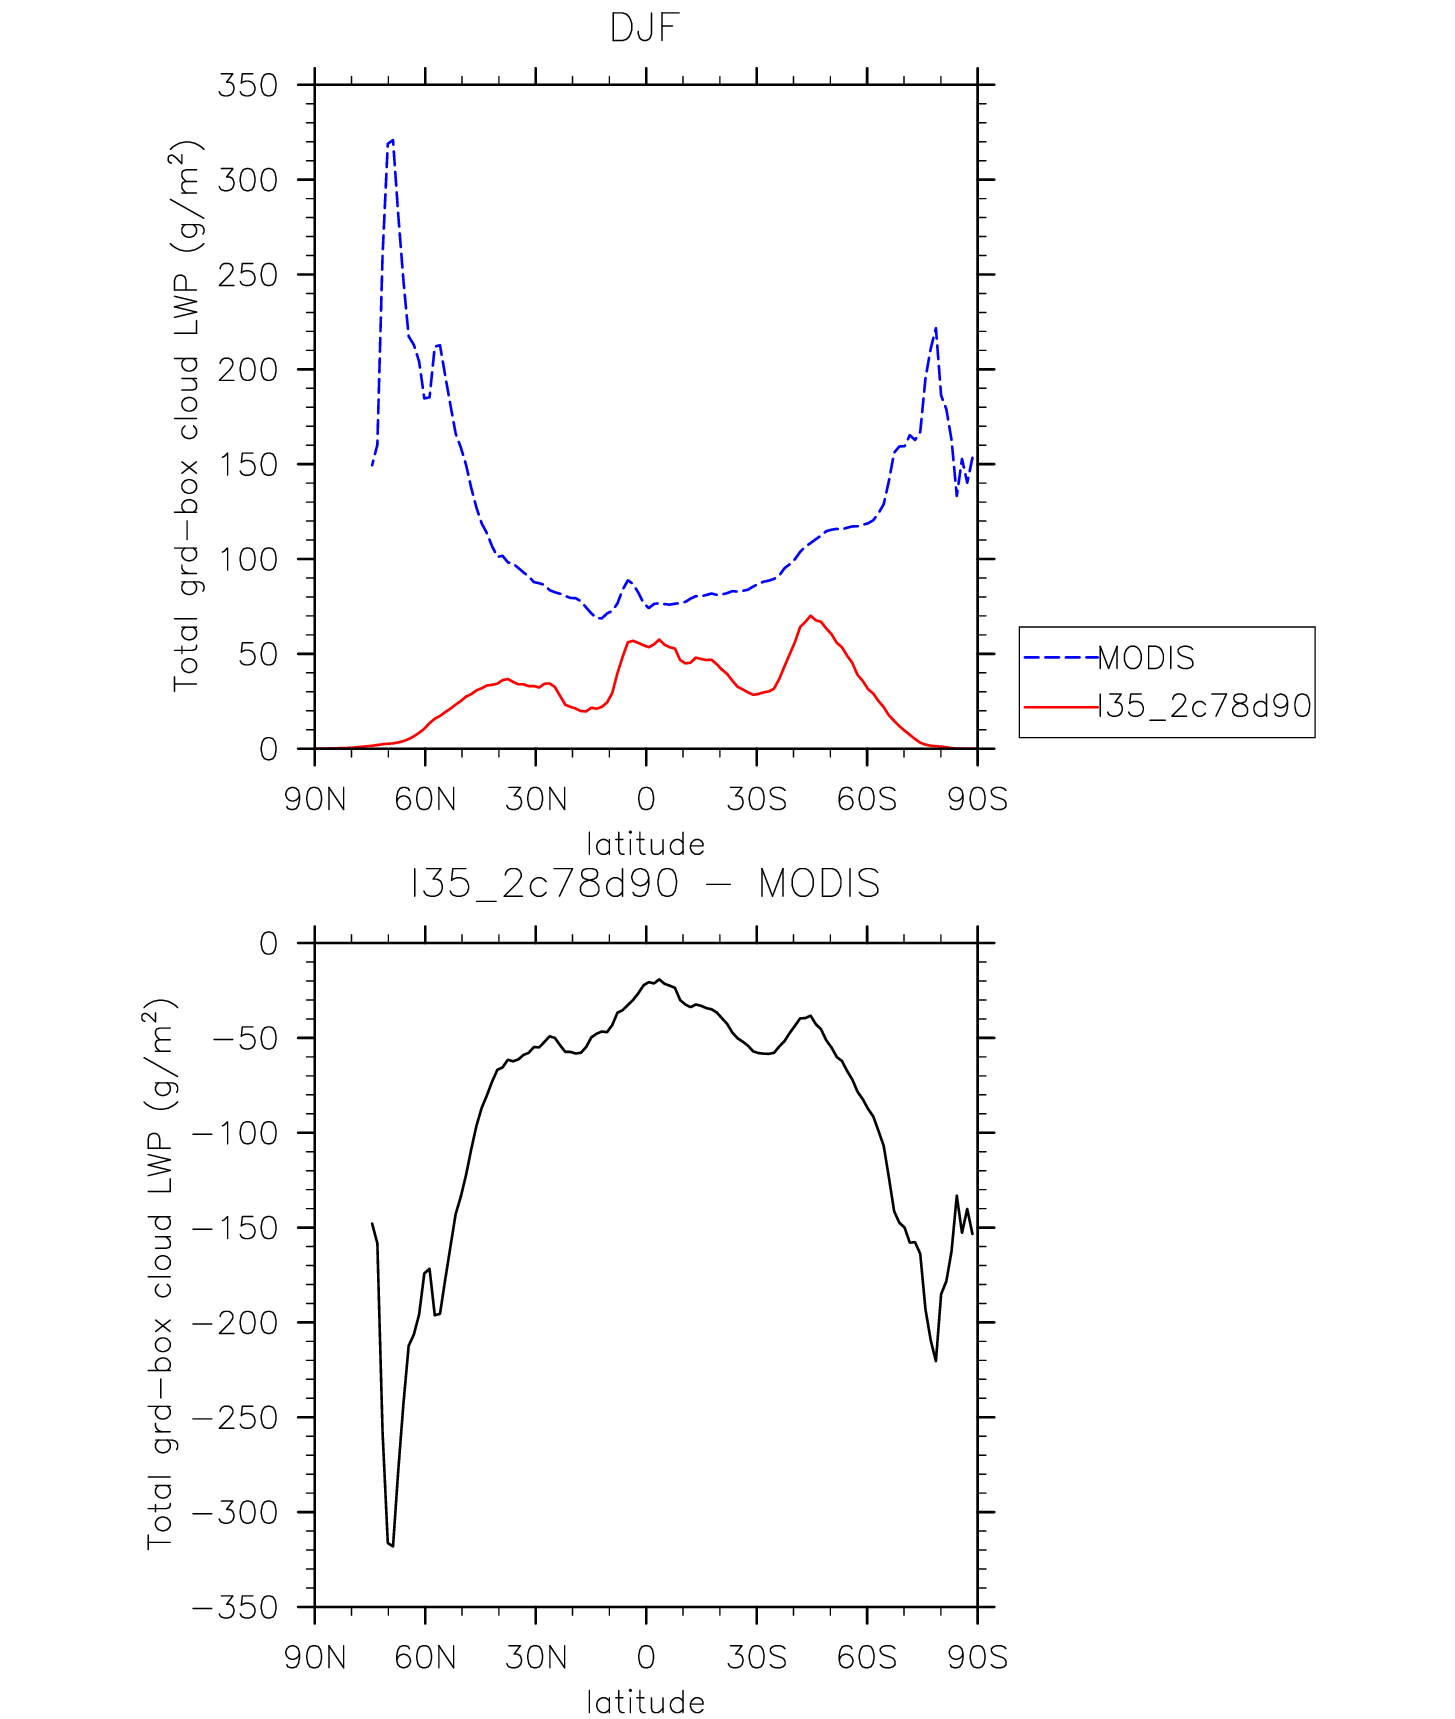 DJF
Total grd-box cloud LWP (g/m²)
350
300
250
200
150
100
50
0
90N 60N 30N 0 30S 60S 90S
latitude
MODIS
I35_2c78d90
I35_2c78d90 - MODIS
Total grd-box cloud LWP (g/m²)
0
-50
-100
-150
-200
-250
-300
-350
90N 60N 30N 0 30S 60S 90S
latitude